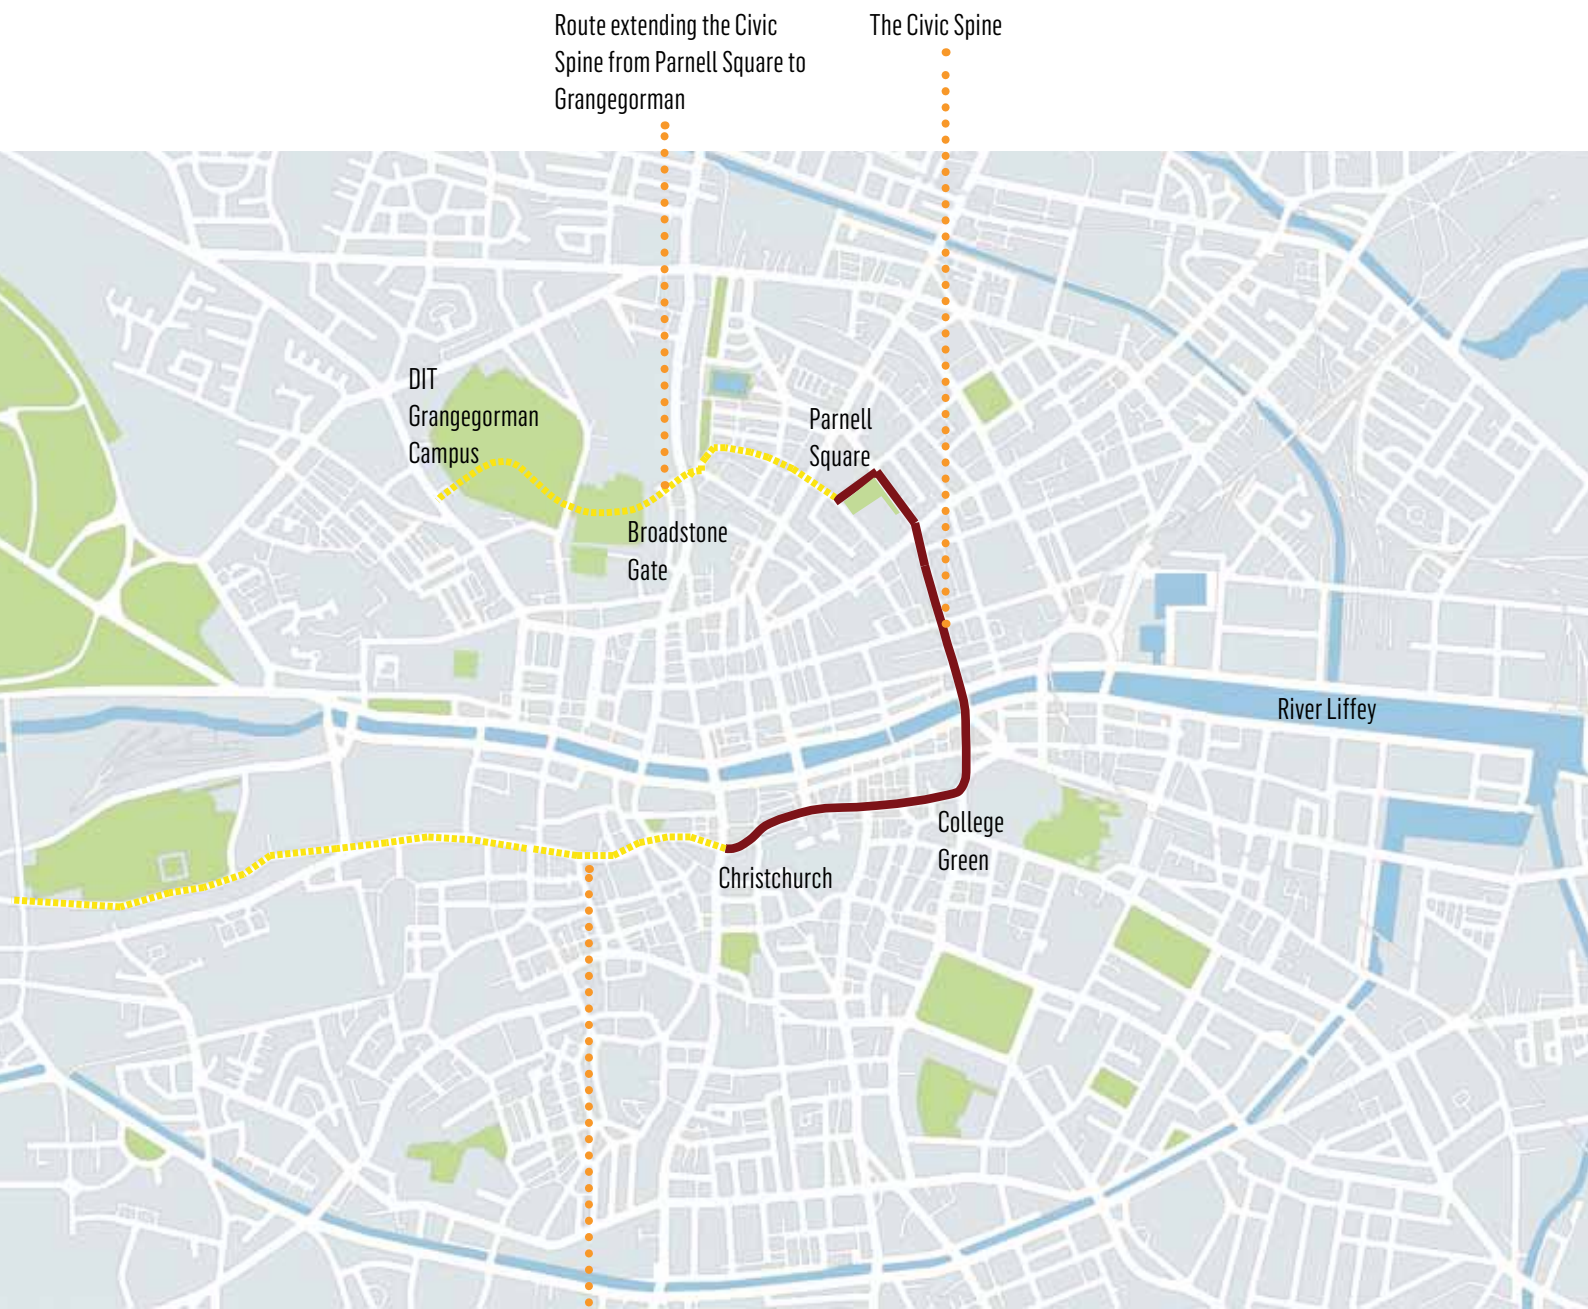 Route extending the Civic
Spine from Parnell Square to
Grangegorman
The Civic Spine
DIT
Grangegorman
Campus
Parnell
Square
Broadstone
Gate
River Liffey
College
Green
Christchurch